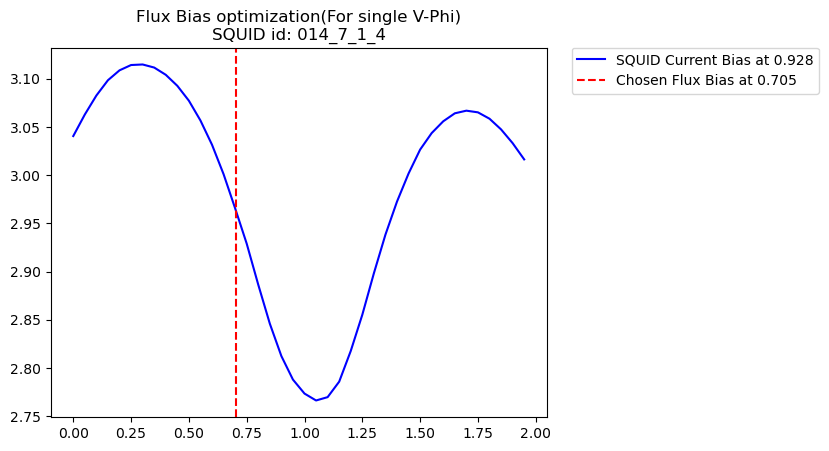 Flux Bias optimization(For single V-Phi)
SQUID id: 014_7_1_4
SQUID Current Bias at 0.928
Chosen Flux Bias at 0.705
3.10
3.05
3.00
2.95
2.90
2.85
2.80
2.75
0.00 0.25 0.50 0.75 1.00 1.25 1.50 1.75 2.00